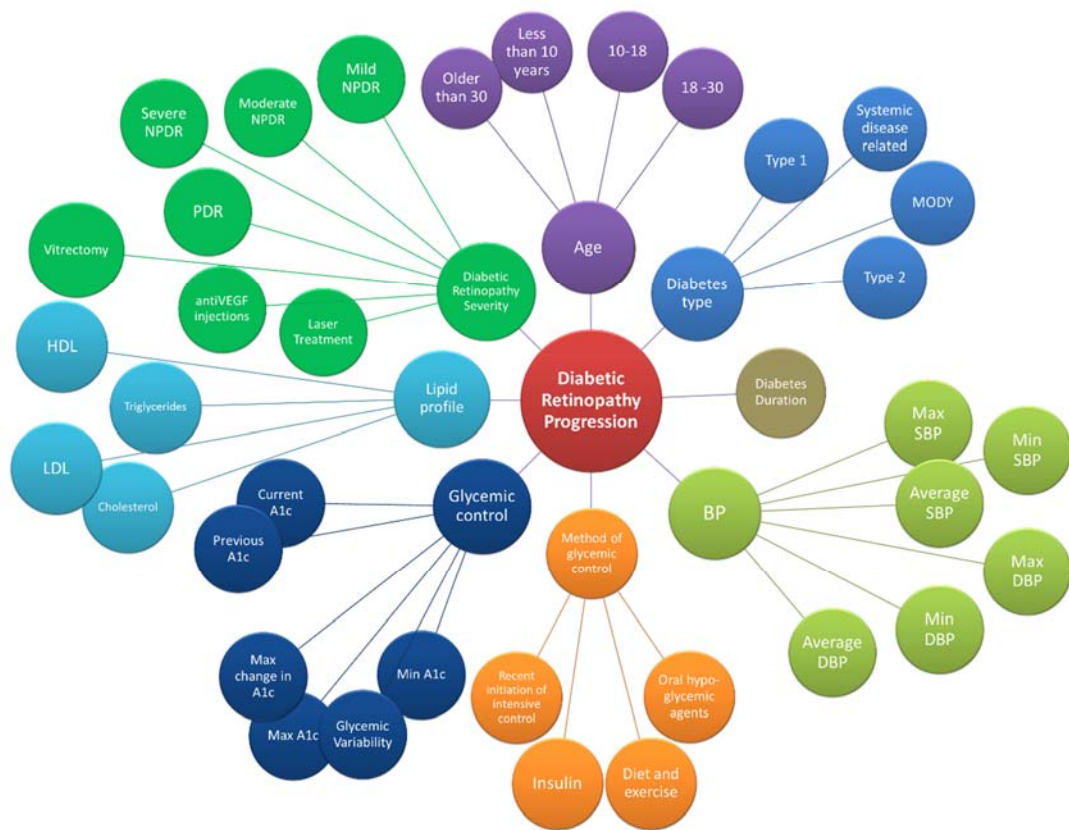 Diabetic
Retinopathy
Progression
Age
Older
than 30
Less
than 10
years
10-18
18 -30
Diabetes
type
Type 1
Systemic
disease
related
MODY
Type 2
Diabetes
Duration
BP
Max
SBP
Min
SBP
Average
SBP
Max
DBP
Min
DBP
Average
DBP
Method of
glycemic
control
Oral hypo-
glycemic
agents
Diet and
exercise
Insulin
Recent
initiation of
intensive
control
Glycemic
control
Min A1c
Glycemic
Variability
Max A1c
Max
change in
A1c
Previous
A1c
Current
A1c
Lipid
profile
Cholesterol
LDL
Triglycerides
HDL
Diabetic
Retinopathy
Severity
Laser
Treatment
antiVEGF
injections
Vitrectomy
PDR
Severe
NPDR
Moderate
NPDR
Mild
NPDR